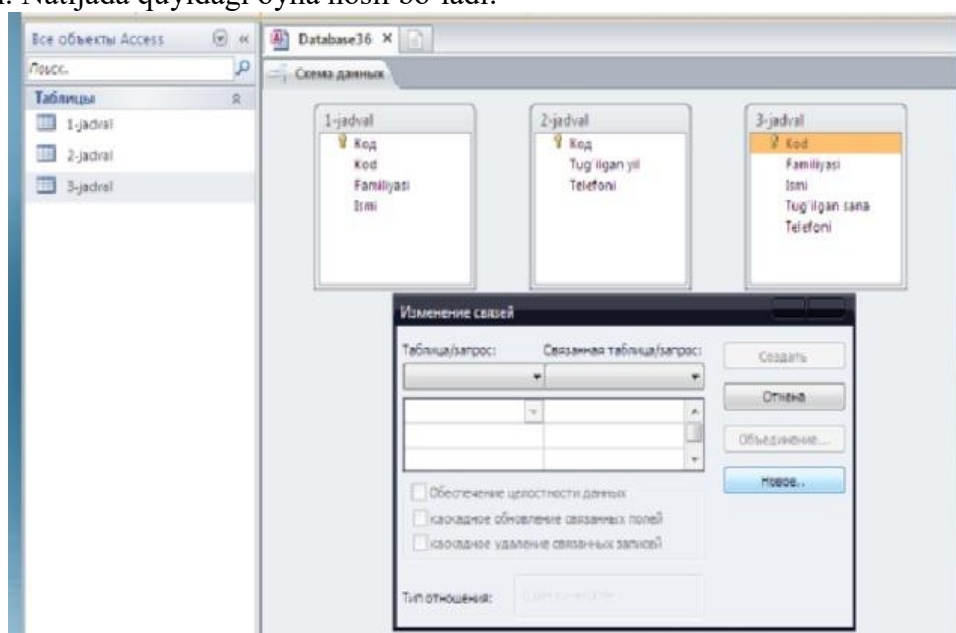 Natijada quyidagi oyna hosil bo‘ladi:
Все объекты Access
Database36
Поиск.
Схема данных
Таблицы
1-jadval
2-jadval
3-jadval
1-jadval
Код
Kod
Familiyasi
Ismi
2-jadval
Код
Tug'ilgan yil
Telefoni
3-jadval
Kod
Familiyasi
Ismi
Tug'ilgan sana
Telefoni
Изменение связей
Таблица/запрос: Связанная таблица/запрос:
Создать
Отмена
Объединение...
Новое..
Обеспечение целостности данных
каскадное обновление связанных полей
каскадное удаление связанных записей
Тип отношения: